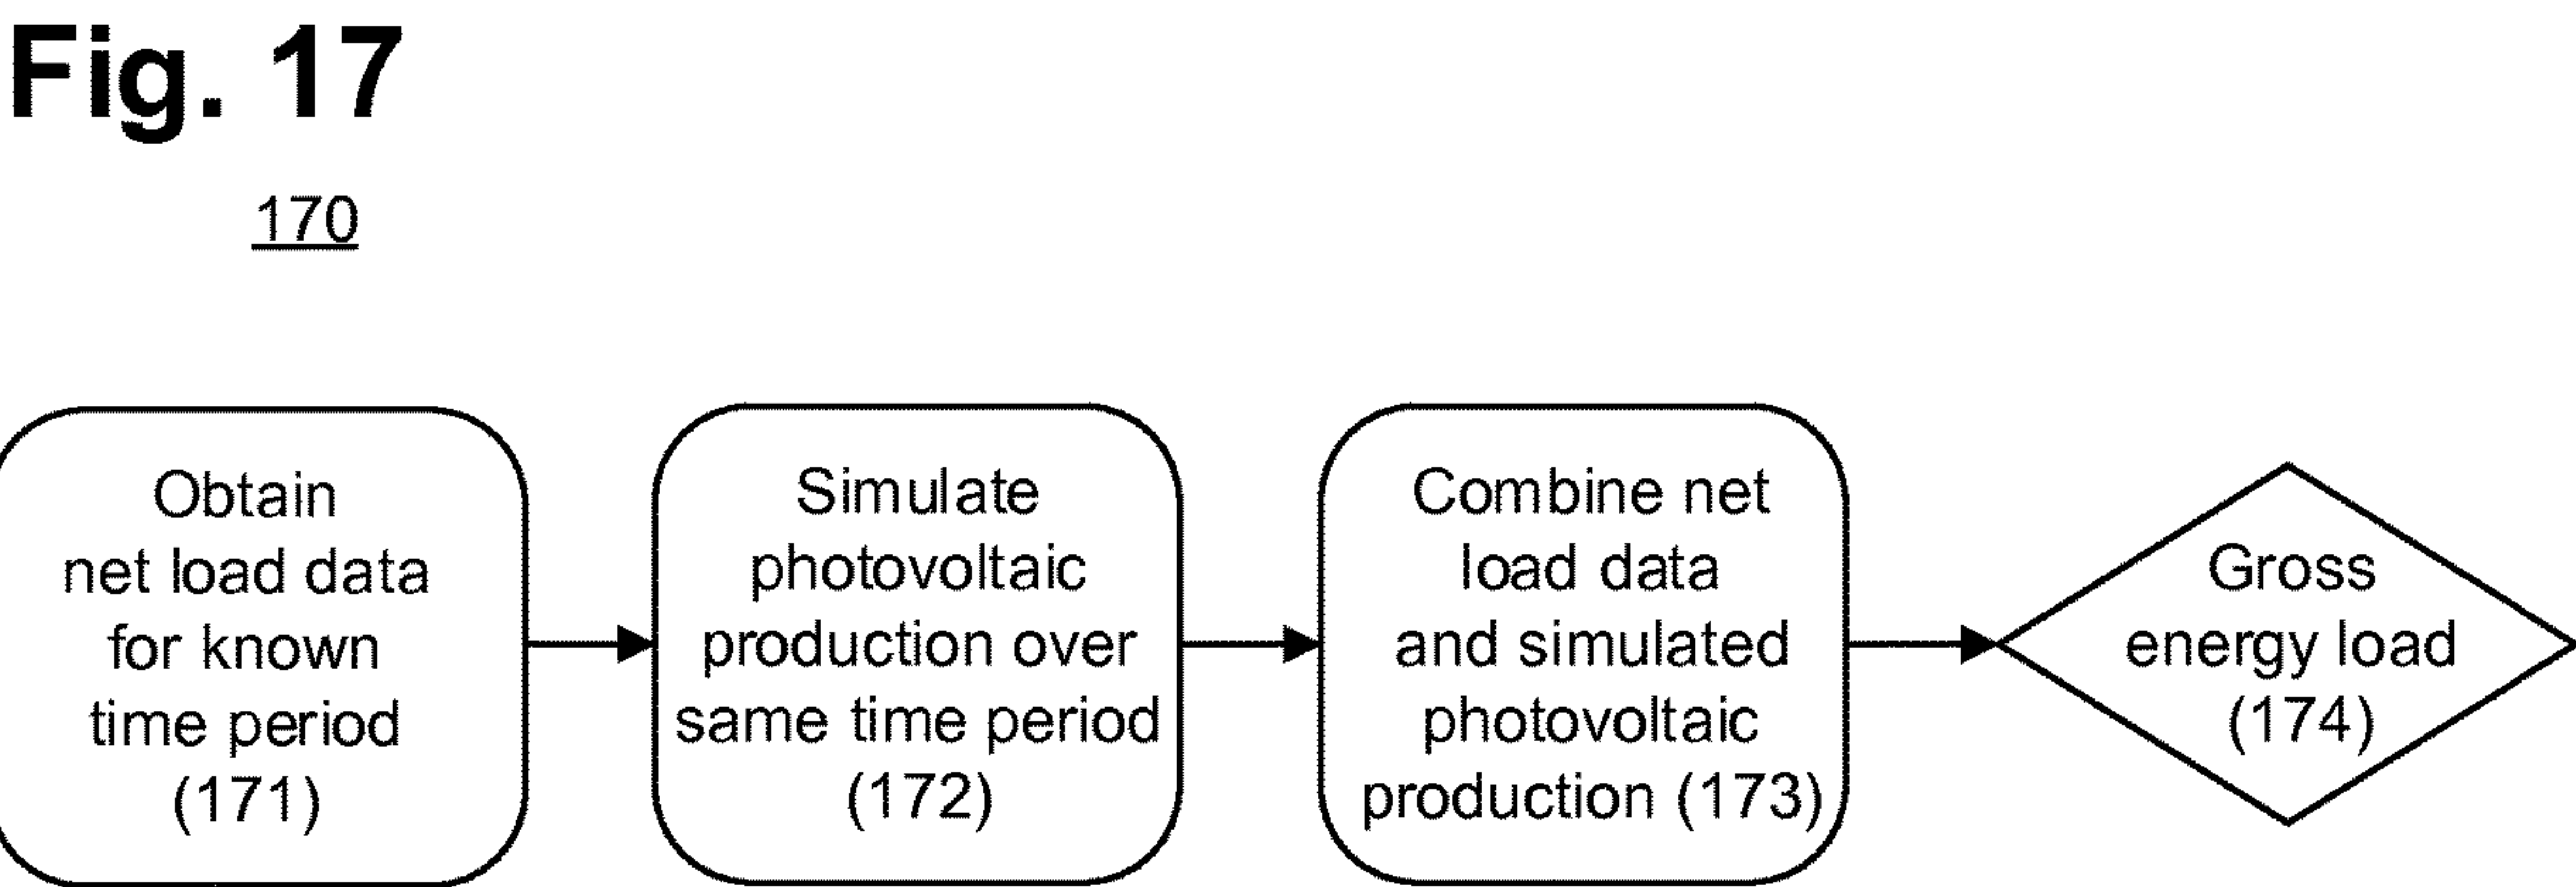 Fig. 17
170
Obtain
net load data
for known
time period
(171)
Simulate
photovoltaic
production over
same time period
(172)
Combine net
load data
and simulated
photovoltaic
production (173)
Gross
energy load
(174)